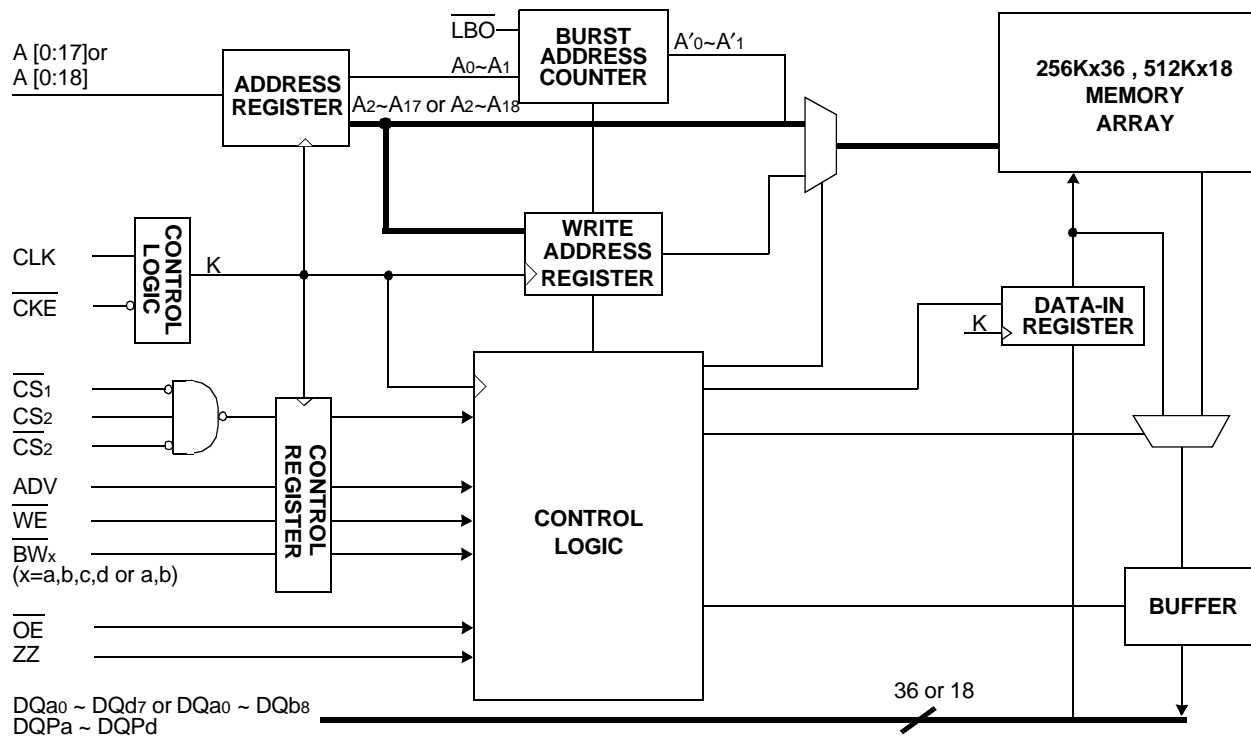 A [0:17]or
A [0:18]
ADDRESS
REGISTER
LBO
A0~A1
BURST
ADDRESS
COUNTER
A′0~A′1
A2~A17 or A2~A18
256Kx36 , 512Kx18
MEMORY
ARRAY
WRITE
ADDRESS
REGISTER
CLK
CKE
CONTROL
LOGIC
K
DATA-IN
REGISTER
K
CS1
CS2
CS2
ADV
WE
BWx
(x=a,b,c,d or a,b)
CONTROL
REGISTER
CONTROL
LOGIC
BUFFER
OE
ZZ
DQa0 ~ DQd7 or DQa0 ~ DQb8
DQPa ~ DQPd
36 or 18